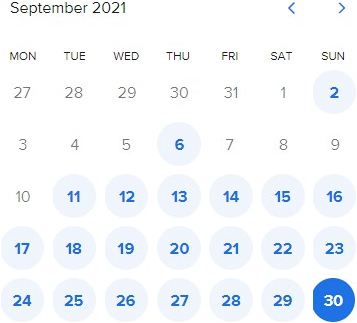 September 2021
MON TUE WED THU FRI SAT SUN
27 28 29 30 31 1 2
3 4 5 6 7 8 9
10 11 12 13 14 15 16
17 18 19 20 21 22 23
24 25 26 27 28 29 30